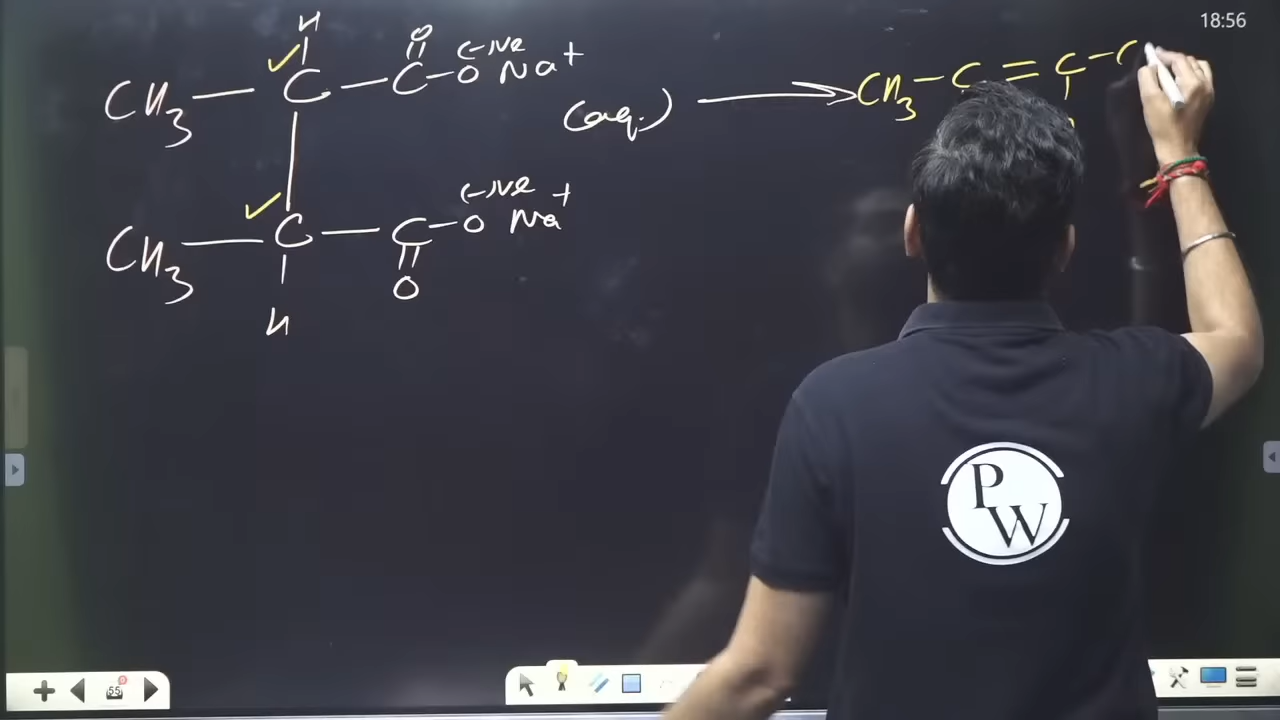 18:56
H
O
(-ve
CH3 — C — C — O Na+
(aq.) ⟶ CH3 — C = C — C
(-ve
CH3 — C — C — O Na+
O
H
PW